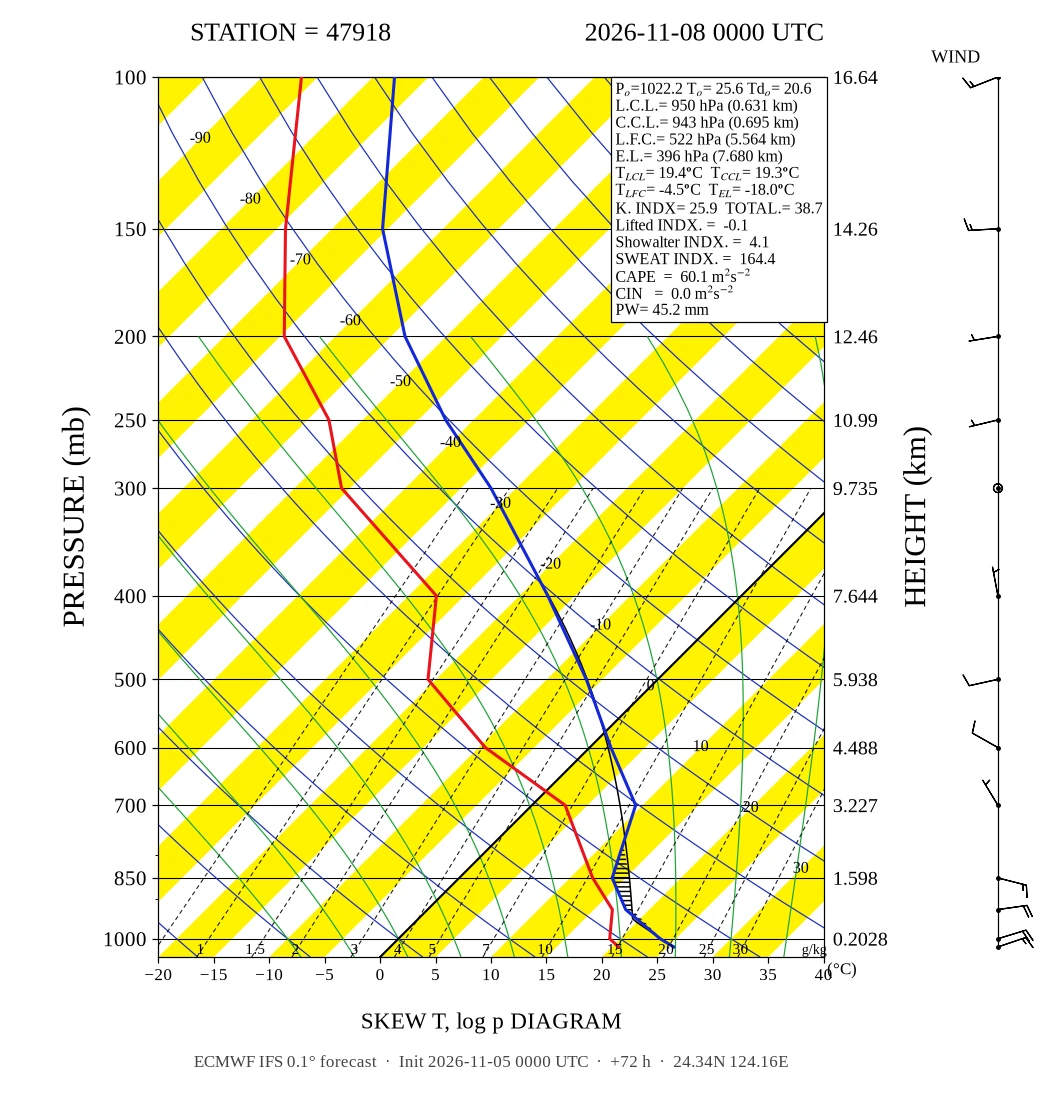 STATION = 47918
2026-11-08 0000 UTC
WIND
P₀=1022.2 T₀= 25.6 Td₀= 20.6
L.C.L.= 950 hPa (0.631 km)
C.C.L.= 943 hPa (0.695 km)
L.F.C.= 522 hPa (5.564 km)
E.L.= 396 hPa (7.680 km)
T_LCL= 19.4°C T_CCL= 19.3°C
T_LFC= -4.5°C T_EL= -18.0°C
K. INDX= 25.9 TOTAL.= 38.7
Lifted INDX. = -0.1
Showalter INDX. = 4.1
SWEAT INDX. = 164.4
CAPE = 60.1 m²s⁻²
CIN = 0.0 m²s⁻²
PW= 45.2 mm
100
150
200
250
300
400
500
600
700
850
1000
PRESSURE (mb)
16.64
14.26
12.46
10.99
9.735
7.644
5.938
4.488
3.227
1.598
0.2028
HEIGHT (km)
-90
-80
-70
-60
-50
-40
-30
-20
-10
0
10
20
30
1 1.5 2 3 4 5 7 10 15 20 25 30 g/kg
−20 −15 −10 −5 0 5 10 15 20 25 30 35 40 (°C)
SKEW T, log p DIAGRAM
ECMWF IFS 0.1° forecast · Init 2026-11-05 0000 UTC · +72 h · 24.34N 124.16E